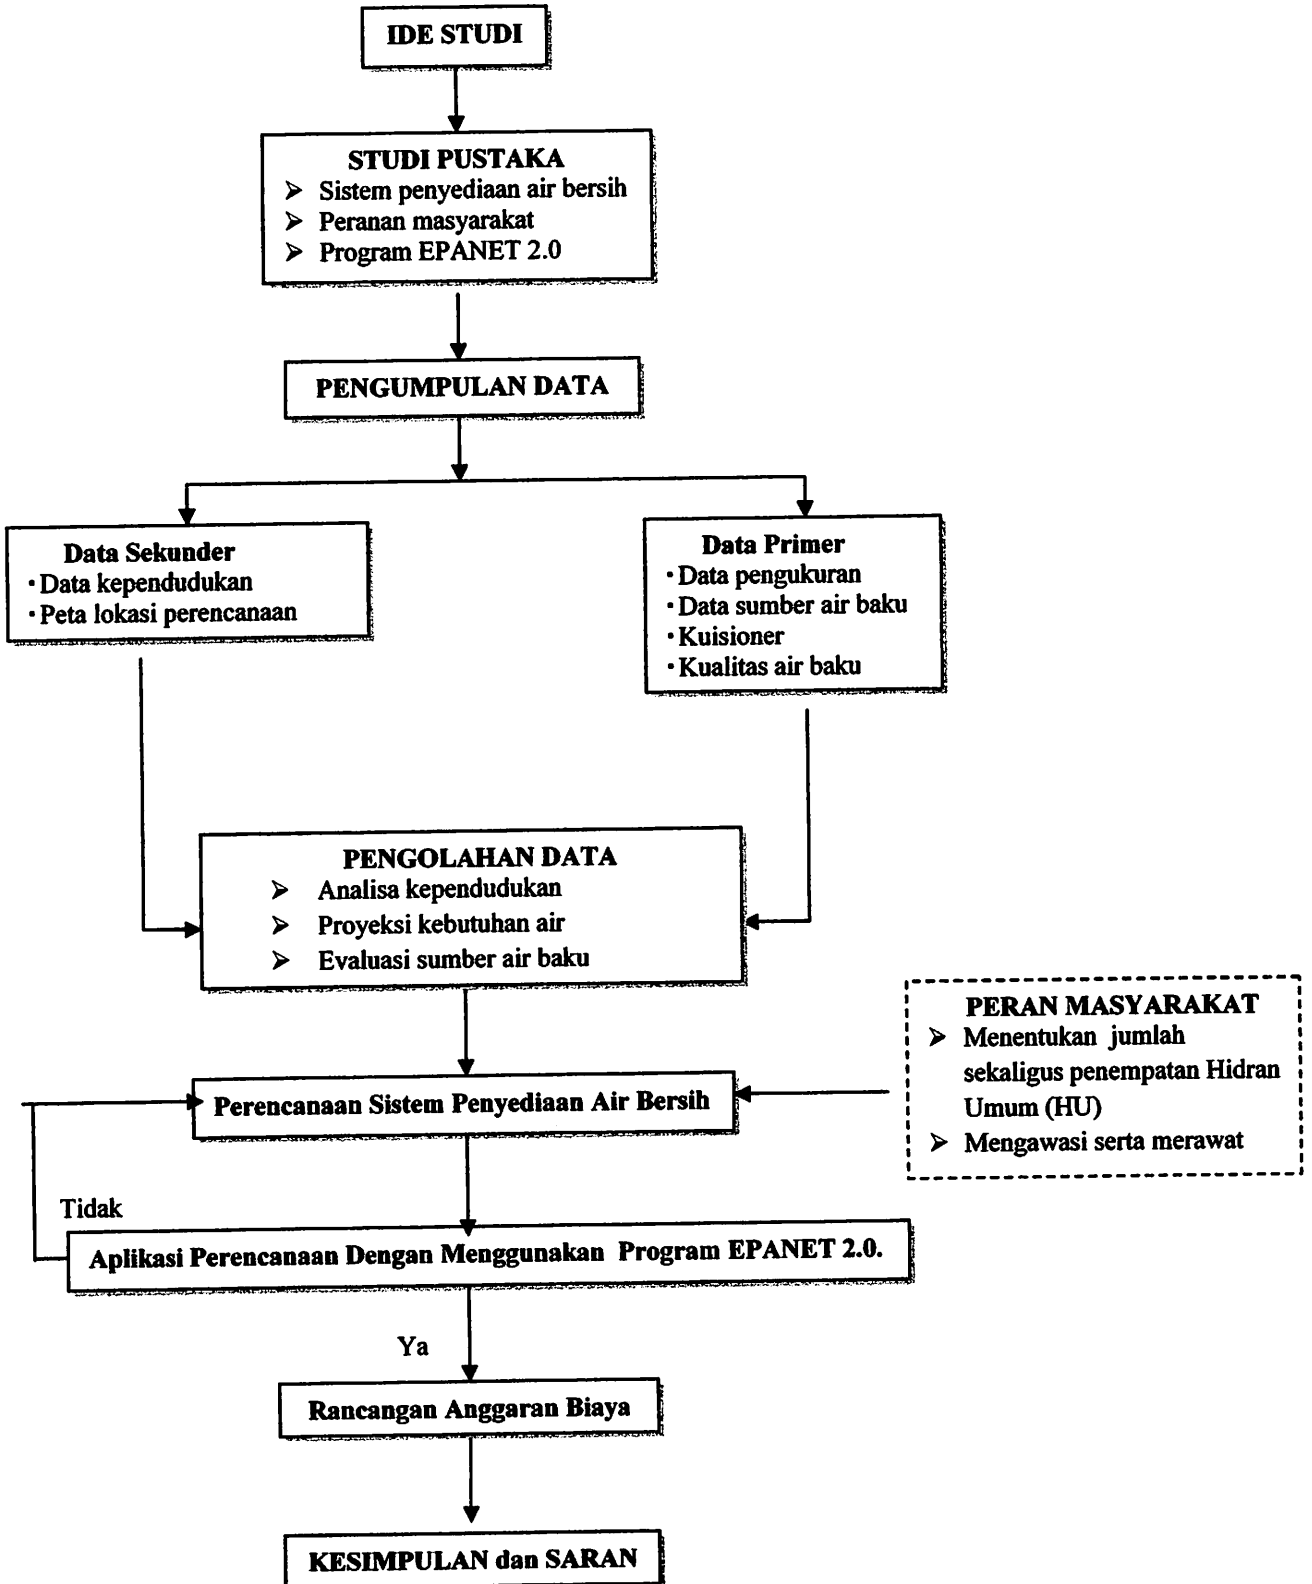 IDE STUDI
STUDI PUSTAKA
➢ Sistem penyediaan air bersih
➢ Peranan masyarakat
➢ Program EPANET 2.0
PENGUMPULAN DATA
Data Sekunder
· Data kependudukan
· Peta lokasi perencanaan
Data Primer
· Data pengukuran
· Data sumber air baku
· Kuisioner
· Kualitas air baku
PENGOLAHAN DATA
➢ Analisa kependudukan
➢ Proyeksi kebutuhan air
➢ Evaluasi sumber air baku
PERAN MASYARAKAT
➢ Menentukan jumlah
sekaligus penempatan Hidran
Umum (HU)
➢ Mengawasi serta merawat
Perencanaan Sistem Penyediaan Air Bersih
Tidak
Aplikasi Perencanaan Dengan Menggunakan Program EPANET 2.0.
Ya
Rancangan Anggaran Biaya
KESIMPULAN dan SARAN